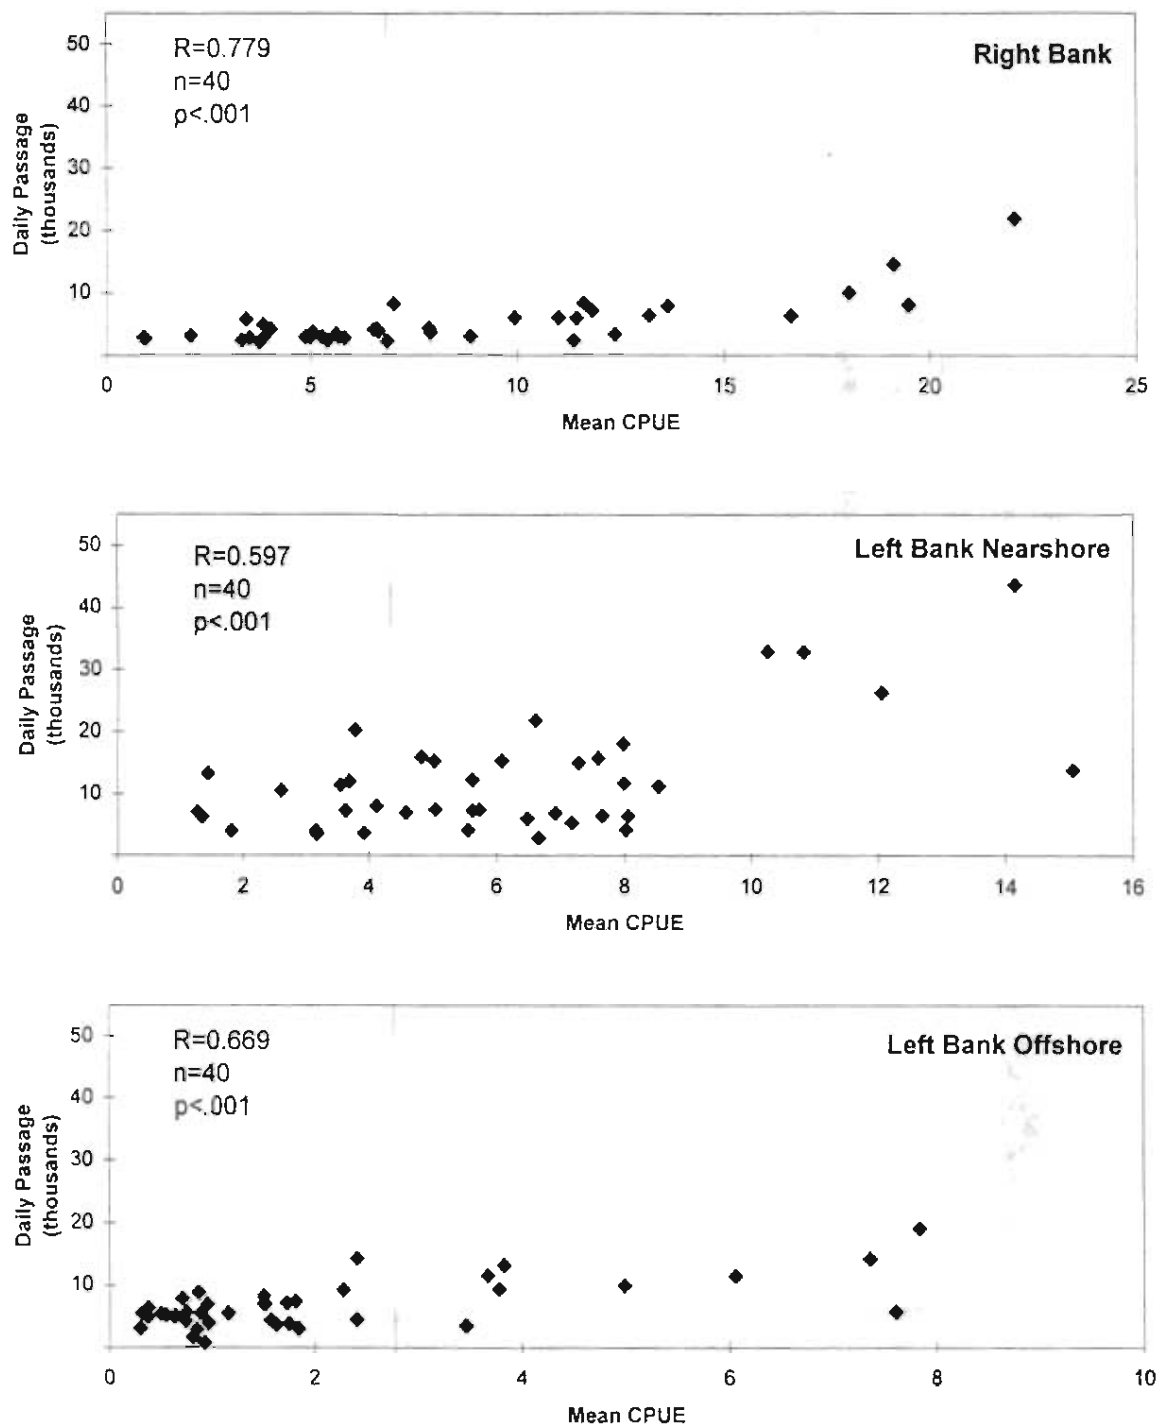 R=0.779
n=40
p<.001
Right Bank
Daily Passage
(thousands)
50
40
30
20
10
0 5 10 15 20 25
Mean CPUE
R=0.597
n=40
p<.001
Left Bank Nearshore
Daily Passage
(thousands)
50
40
30
20
10
0 2 4 6 8 10 12 14 16
Mean CPUE
R=0.669
n=40
p<.001
Left Bank Offshore
Daily Passage
(thousands)
50
40
30
20
10
0 2 4 6 8 10
Mean CPUE